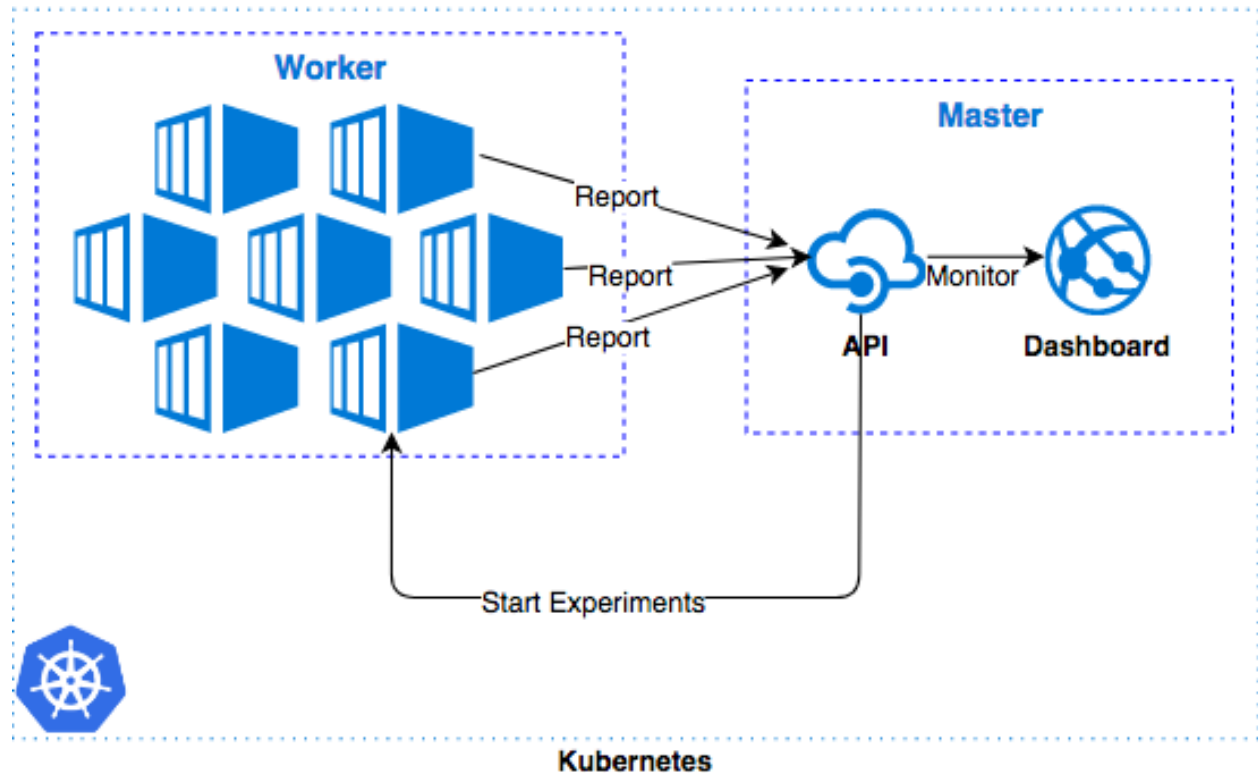 Worker
Master
Report
Report
Report
Monitor
API
Dashboard
Start Experiments
Kubernetes